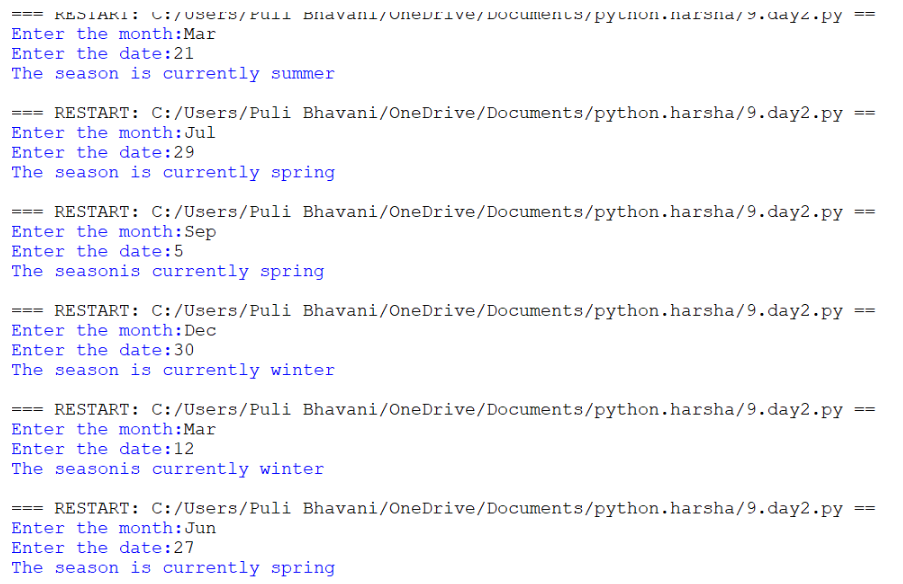 === RESTART: C:/Users/Puli Bhavani/OneDrive/Documents/python.harsha/9.day2.py ==
Enter the month:Mar
Enter the date:21
The season is currently summer
=== RESTART: C:/Users/Puli Bhavani/OneDrive/Documents/python.harsha/9.day2.py ==
Enter the month:Jul
Enter the date:29
The season is currently spring
=== RESTART: C:/Users/Puli Bhavani/OneDrive/Documents/python.harsha/9.day2.py ==
Enter the month:Sep
Enter the date:5
The seasonis currently spring
=== RESTART: C:/Users/Puli Bhavani/OneDrive/Documents/python.harsha/9.day2.py ==
Enter the month:Dec
Enter the date:30
The season is currently winter
=== RESTART: C:/Users/Puli Bhavani/OneDrive/Documents/python.harsha/9.day2.py ==
Enter the month:Mar
Enter the date:12
The seasonis currently winter
=== RESTART: C:/Users/Puli Bhavani/OneDrive/Documents/python.harsha/9.day2.py ==
Enter the month:Jun
Enter the date:27
The season is currently spring